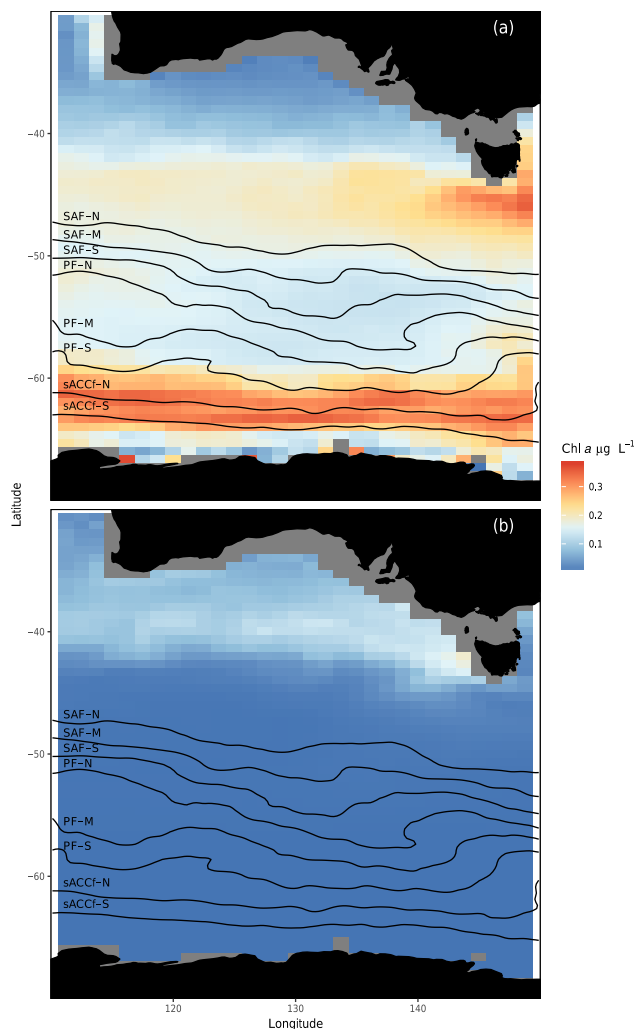 (a)
−40
SAF−N
SAF−M
SAF−S
−50
PF−N
PF−M
PF−S
−60
sACCf−N
sACCf−S
Chl a μg L−1
0.3
0.2
0.1
Latitude
(b)
−40
SAF−N
SAF−M
SAF−S
−50
PF−N
PF−M
PF−S
−60
sACCf−N
sACCf−S
120
130
140
Longitude